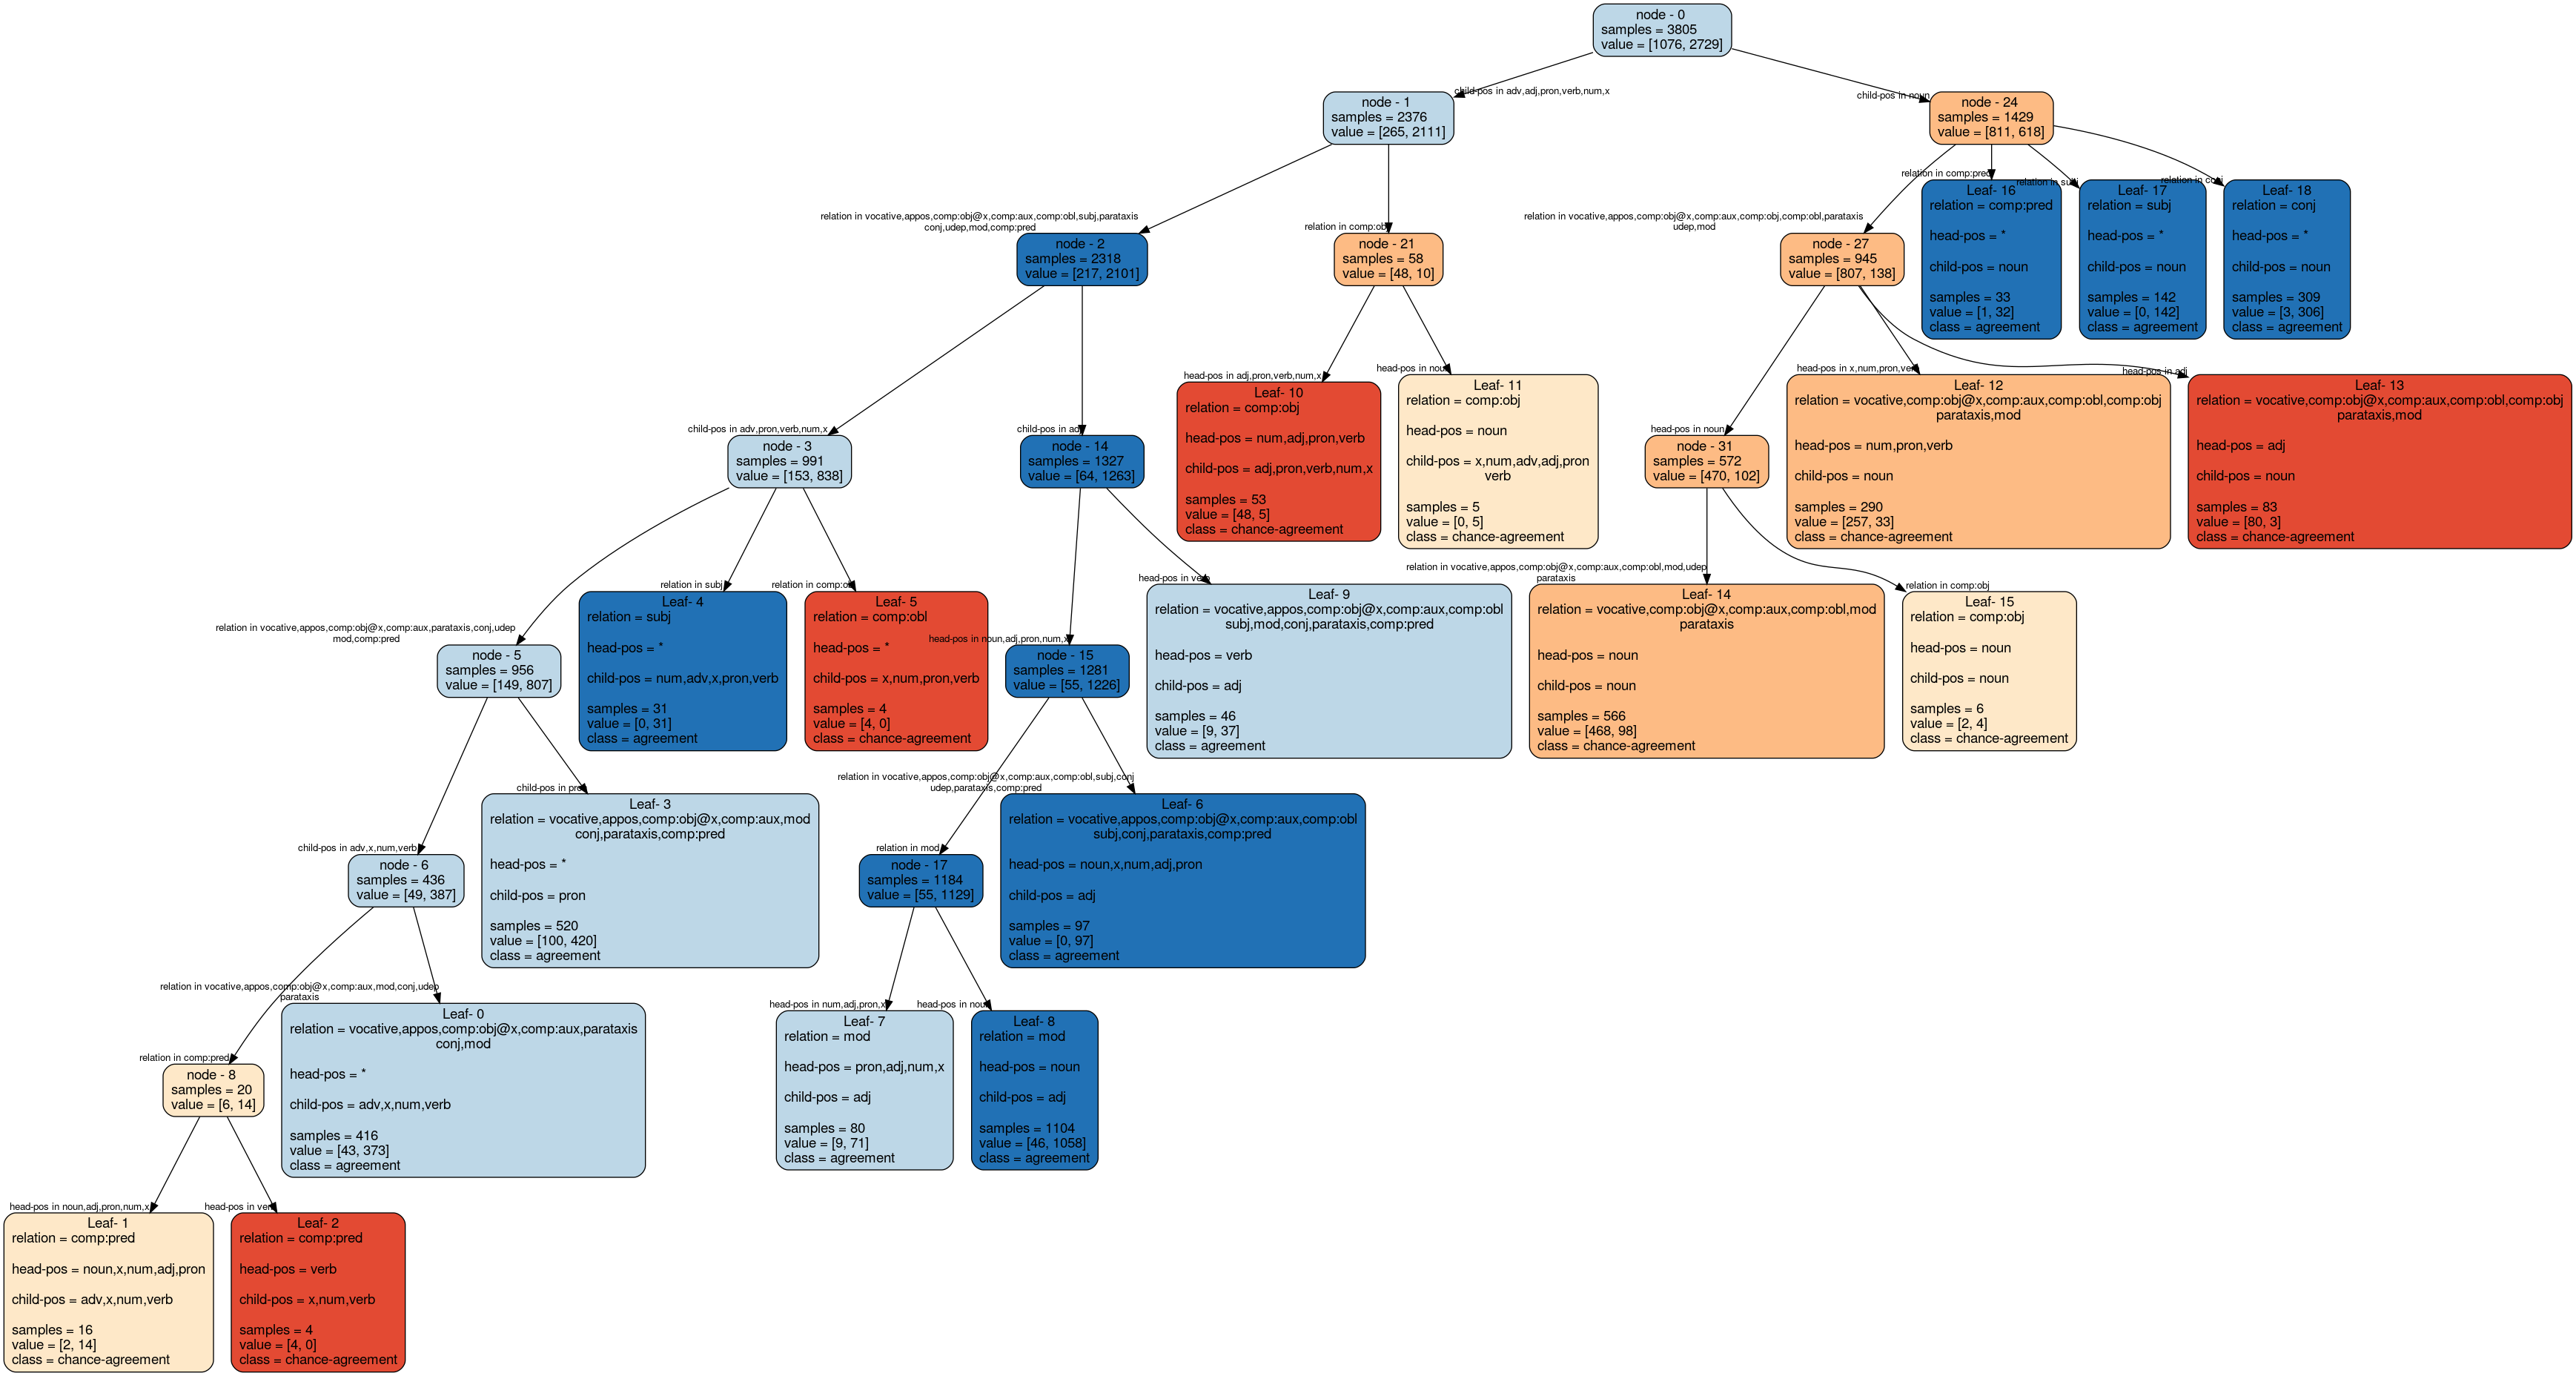 node - 0
samples = 3805
value = [1076, 2729]
child-pos in adv,adj,pron,verb,num,x
node - 1
samples = 2376
value = [265, 2111]
child-pos in noun
node - 24
samples = 1429
value = [811, 618]
relation in vocative,appos,comp:obj@x,comp:aux,comp:obl,subj,parataxis
conj,udep,mod,comp:pred
node - 2
samples = 2318
value = [217, 2101]
relation in comp:obj
node - 21
samples = 58
value = [48, 10]
relation in vocative,appos,comp:obj@x,comp:aux,comp:obj,comp:obl,parataxis
udep,mod
node - 27
samples = 945
value = [807, 138]
relation in comp:pred
Leaf- 16
relation = comp:pred
head-pos = *
child-pos = noun
samples = 33
value = [1, 32]
class = agreement
relation in subj
Leaf- 17
relation = subj
head-pos = *
child-pos = noun
samples = 142
value = [0, 142]
class = agreement
relation in conj
Leaf- 18
relation = conj
head-pos = *
child-pos = noun
samples = 309
value = [3, 306]
class = agreement
child-pos in adv,pron,verb,num,x
node - 3
samples = 991
value = [153, 838]
child-pos in adj
node - 14
samples = 1327
value = [64, 1263]
head-pos in adj,pron,verb,num,x
Leaf- 10
relation = comp:obj
head-pos = num,adj,pron,verb
child-pos = adj,pron,verb,num,x
samples = 53
value = [48, 5]
class = chance-agreement
head-pos in noun
Leaf- 11
relation = comp:obj
head-pos = noun
child-pos = x,num,adv,adj,pron
verb
samples = 5
value = [0, 5]
class = chance-agreement
head-pos in noun
node - 31
samples = 572
value = [470, 102]
head-pos in x,num,pron,verb
Leaf- 12
relation = vocative,comp:obj@x,comp:aux,comp:obl,comp:obj
parataxis,mod
head-pos = num,pron,verb
child-pos = noun
samples = 290
value = [257, 33]
class = chance-agreement
head-pos in adj
Leaf- 13
relation = vocative,comp:obj@x,comp:aux,comp:obl,comp:obj
parataxis,mod
head-pos = adj
child-pos = noun
samples = 83
value = [80, 3]
class = chance-agreement
relation in vocative,appos,comp:obj@x,comp:aux,parataxis,conj,udep
mod,comp:pred
node - 5
samples = 956
value = [149, 807]
relation in subj
Leaf- 4
relation = subj
head-pos = *
child-pos = num,adv,x,pron,verb
samples = 31
value = [0, 31]
class = agreement
relation in comp:obl
Leaf- 5
relation = comp:obl
head-pos = *
child-pos = x,num,pron,verb
samples = 4
value = [4, 0]
class = chance-agreement
head-pos in noun,adj,pron,num,x
node - 15
samples = 1281
value = [55, 1226]
head-pos in verb
Leaf- 9
relation = vocative,appos,comp:obj@x,comp:aux,comp:obl
subj,mod,conj,parataxis,comp:pred
head-pos = verb
child-pos = adj
samples = 46
value = [9, 37]
class = agreement
relation in vocative,appos,comp:obj@x,comp:aux,comp:obl,mod,udep
parataxis
Leaf- 14
relation = vocative,comp:obj@x,comp:aux,comp:obl,mod
parataxis
head-pos = noun
child-pos = noun
samples = 566
value = [468, 98]
class = chance-agreement
relation in comp:obj
Leaf- 15
relation = comp:obj
head-pos = noun
child-pos = noun
samples = 6
value = [2, 4]
class = chance-agreement
child-pos in adv,x,num,verb
node - 6
samples = 436
value = [49, 387]
child-pos in pron
Leaf- 3
relation = vocative,appos,comp:obj@x,comp:aux,mod
conj,parataxis,comp:pred
head-pos = *
child-pos = pron
samples = 520
value = [100, 420]
class = agreement
relation in mod
node - 17
samples = 1184
value = [55, 1129]
relation in vocative,appos,comp:obj@x,comp:aux,comp:obl,subj,conj
udep,parataxis,comp:pred
Leaf- 6
relation = vocative,appos,comp:obj@x,comp:aux,comp:obl
subj,conj,parataxis,comp:pred
head-pos = noun,x,num,adj,pron
child-pos = adj
samples = 97
value = [0, 97]
class = agreement
relation in comp:pred
node - 8
samples = 20
value = [6, 14]
relation in vocative,appos,comp:obj@x,comp:aux,mod,conj,udep
parataxis
Leaf- 0
relation = vocative,appos,comp:obj@x,comp:aux,parataxis
conj,mod
head-pos = *
child-pos = adv,x,num,verb
samples = 416
value = [43, 373]
class = agreement
head-pos in num,adj,pron,x
Leaf- 7
relation = mod
head-pos = pron,adj,num,x
child-pos = adj
samples = 80
value = [9, 71]
class = agreement
head-pos in noun
Leaf- 8
relation = mod
head-pos = noun
child-pos = adj
samples = 1104
value = [46, 1058]
class = agreement
head-pos in noun,adj,pron,num,x
Leaf- 1
relation = comp:pred
head-pos = noun,x,num,adj,pron
child-pos = adv,x,num,verb
samples = 16
value = [2, 14]
class = chance-agreement
head-pos in verb
Leaf- 2
relation = comp:pred
head-pos = verb
child-pos = x,num,verb
samples = 4
value = [4, 0]
class = chance-agreement